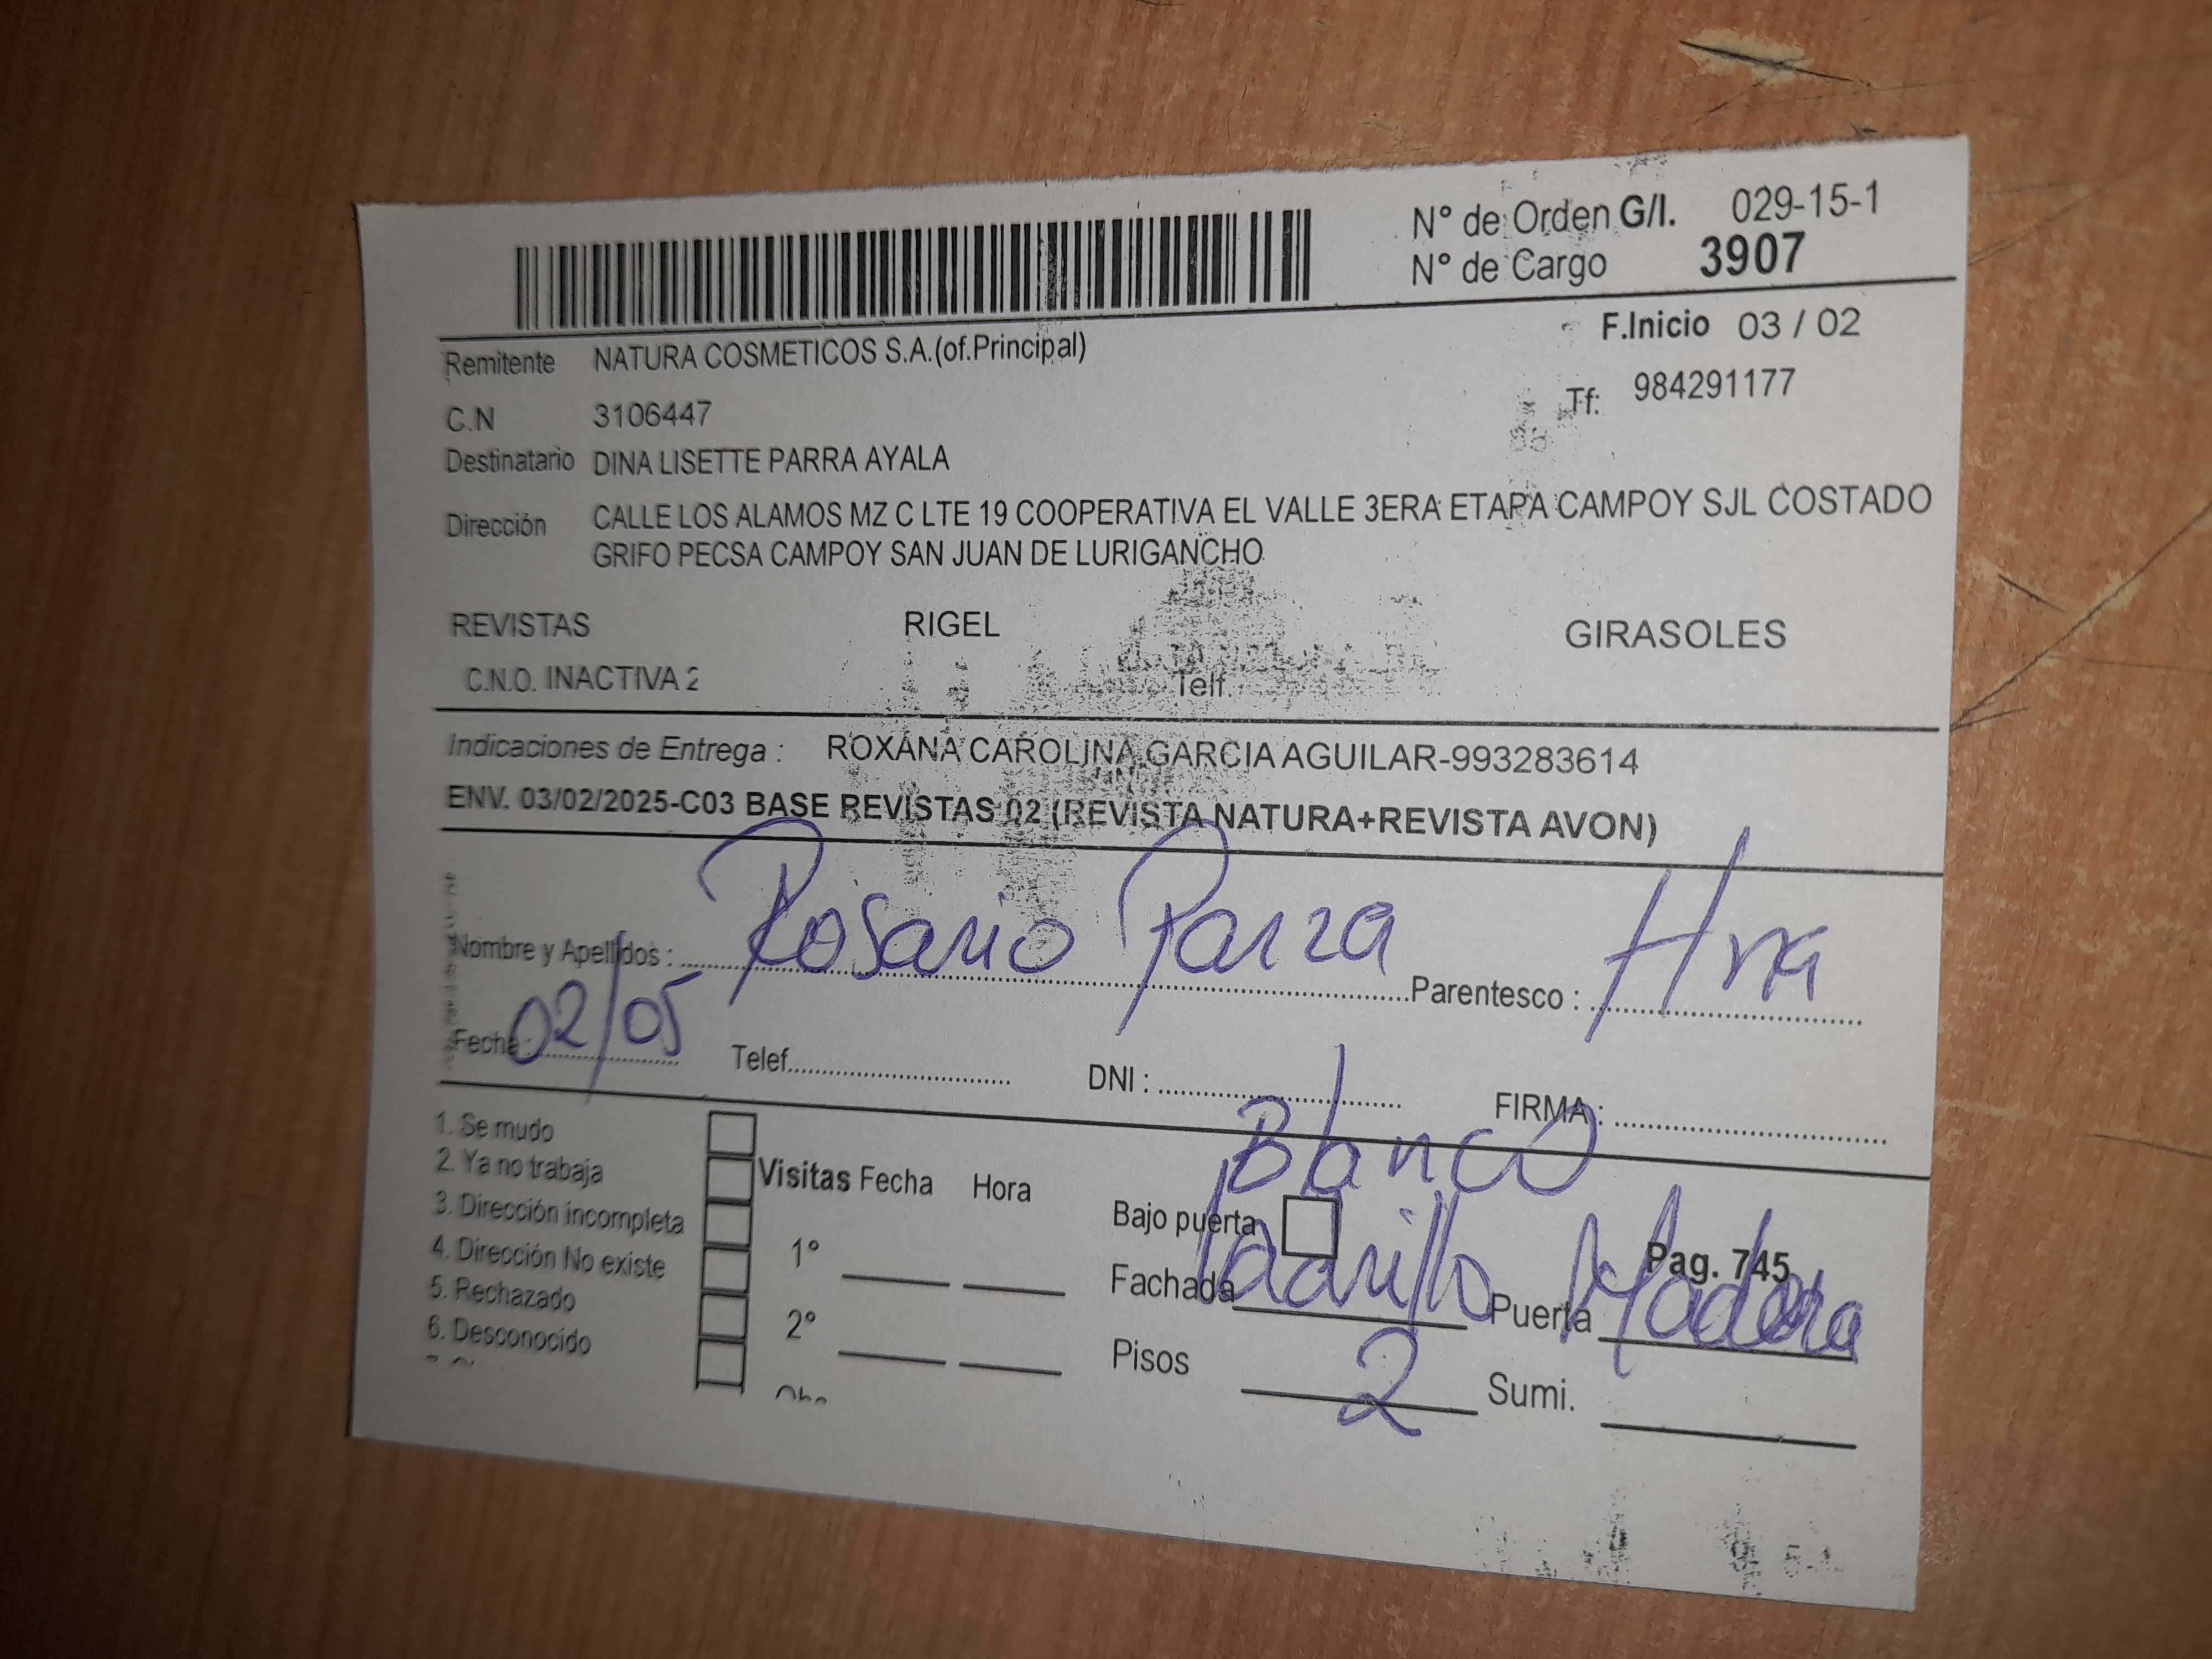 N° de Orden G/I. 029-15-1
N° de Cargo 3907
F.Inicio 03 / 02
Remitente NATURA COSMETICOS S.A.(of.Principal)
Tf: 984291177
C.N 3106447
Destinatario DINA LISETTE PARRA AYALA
Dirección CALLE LOS ALAMOS MZ C LTE 19 COOPERATIVA EL VALLE 3ERA ETAPA CAMPOY SJL COSTADO
GRIFO PECSA CAMPOY SAN JUAN DE LURIGANCHO
REVISTAS RIGEL GIRASOLES
C.N.O. INACTIVA 2 Telf.
Indicaciones de Entrega : ROXANA CAROLINA GARCIA AGUILAR-993283614
ENV. 03/02/2025-C03 BASE REVISTAS 02 (REVISTA NATURA+REVISTA AVON)
Nombre y Apellidos : Rosario Parra Parentesco : Hna
Fecha: 02/05 Telef. DNI : FIRMA :
1. Se mudo
2. Ya no trabaja
3. Dirección incompleta
4. Dirección No existe
5. Rechazado
6. Desconocido
Visitas Fecha Hora
1°
2°
Blanco
Bajo puerta
Pag. 745
Fachada ladrillo Puerta Madera
Pisos 2 Sumi.